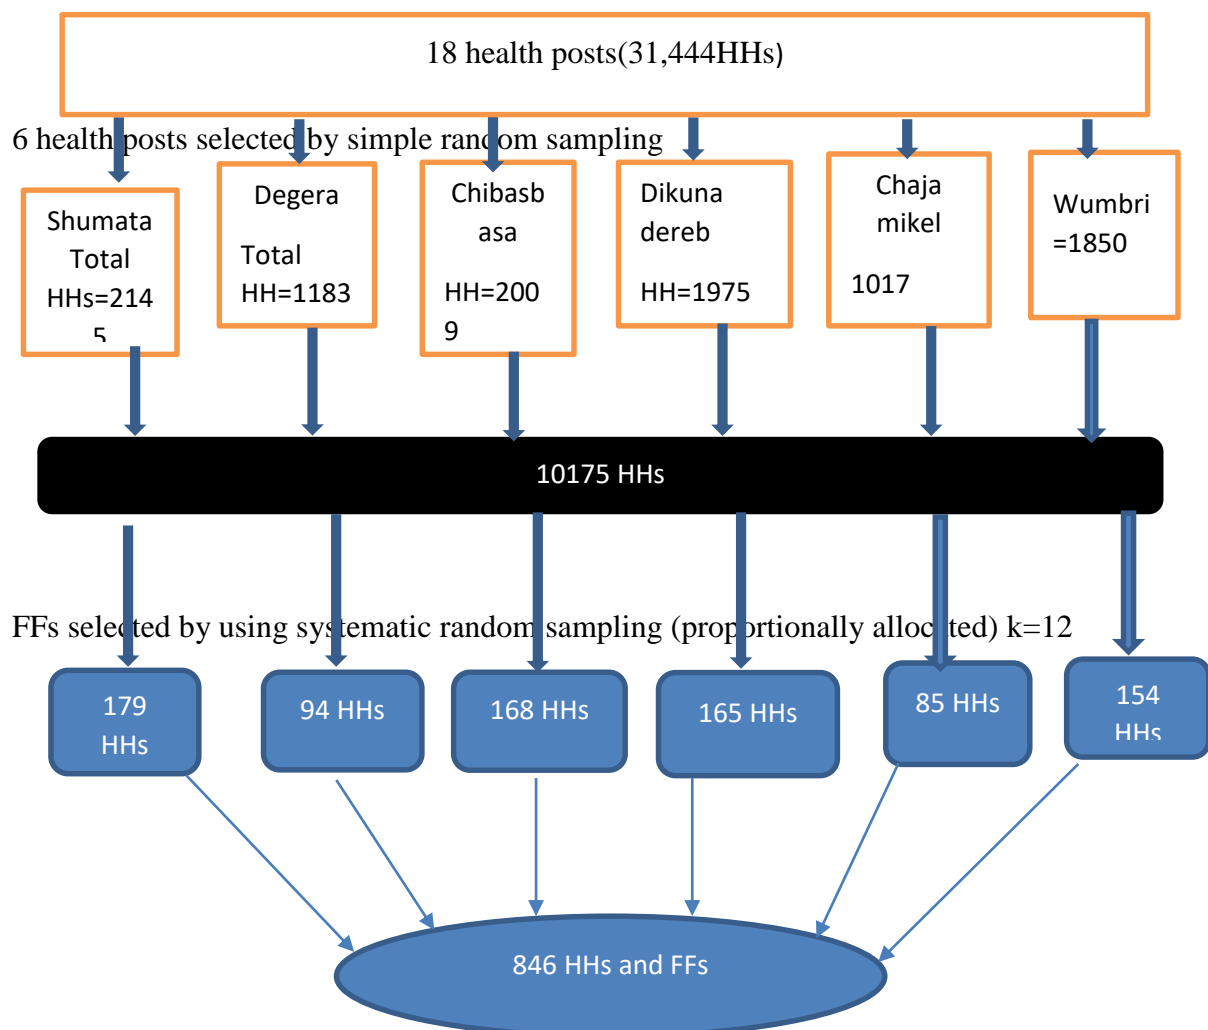 18 health posts(31,444HHs)
6 health posts selected by simple random sampling
Shumata
Total
HHs=214
5
Degera
Total
HH=1183
Chibasb
asa
HH=200
9
Dikuna
dereb
HH=1975
Chaja
mikel
1017
Wumbri
=1850
10175 HHs
FFs selected by using systematic random sampling (proportionally allocated) k=12
179
HHs
94 HHs
168 HHs
165 HHs
85 HHs
154
HHs
846 HHs and FFs